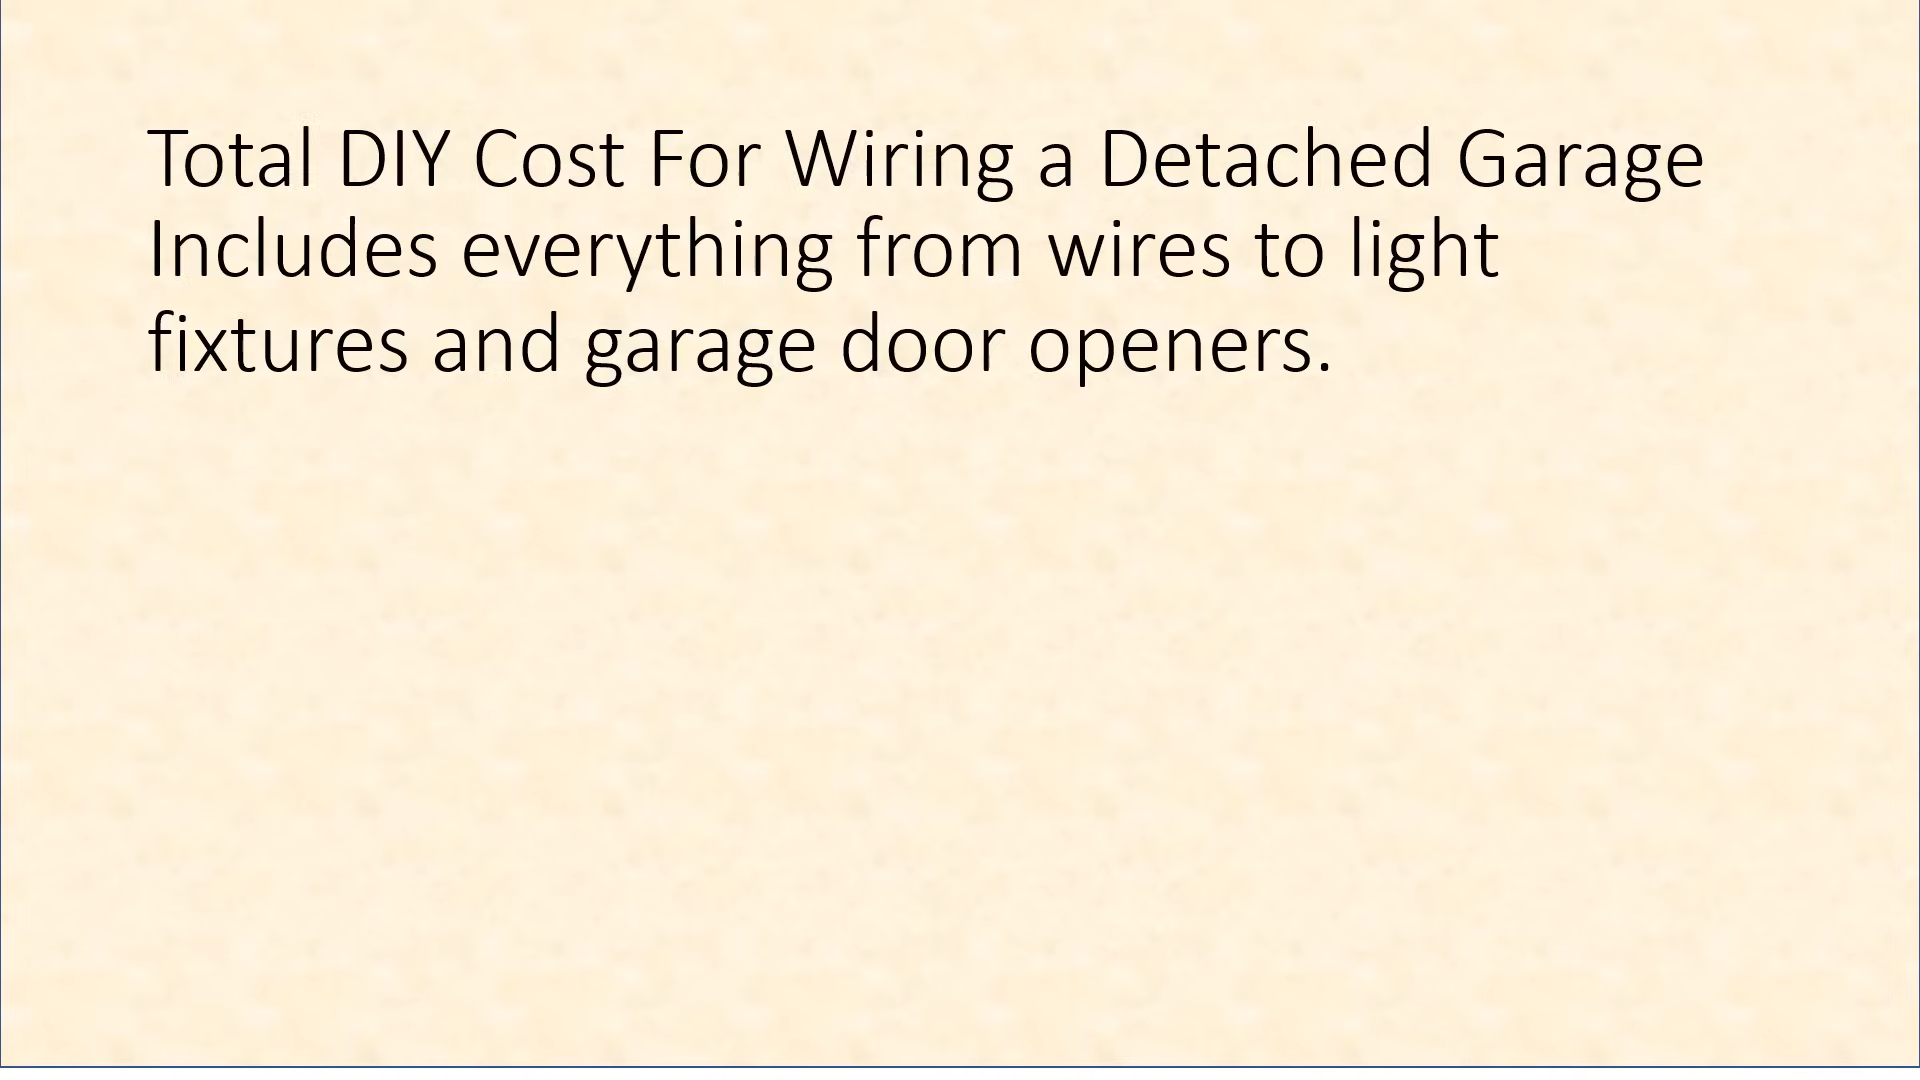 Total DIY Cost For Wiring a Detached Garage
Includes everything from wires to light
fixtures and garage door openers.